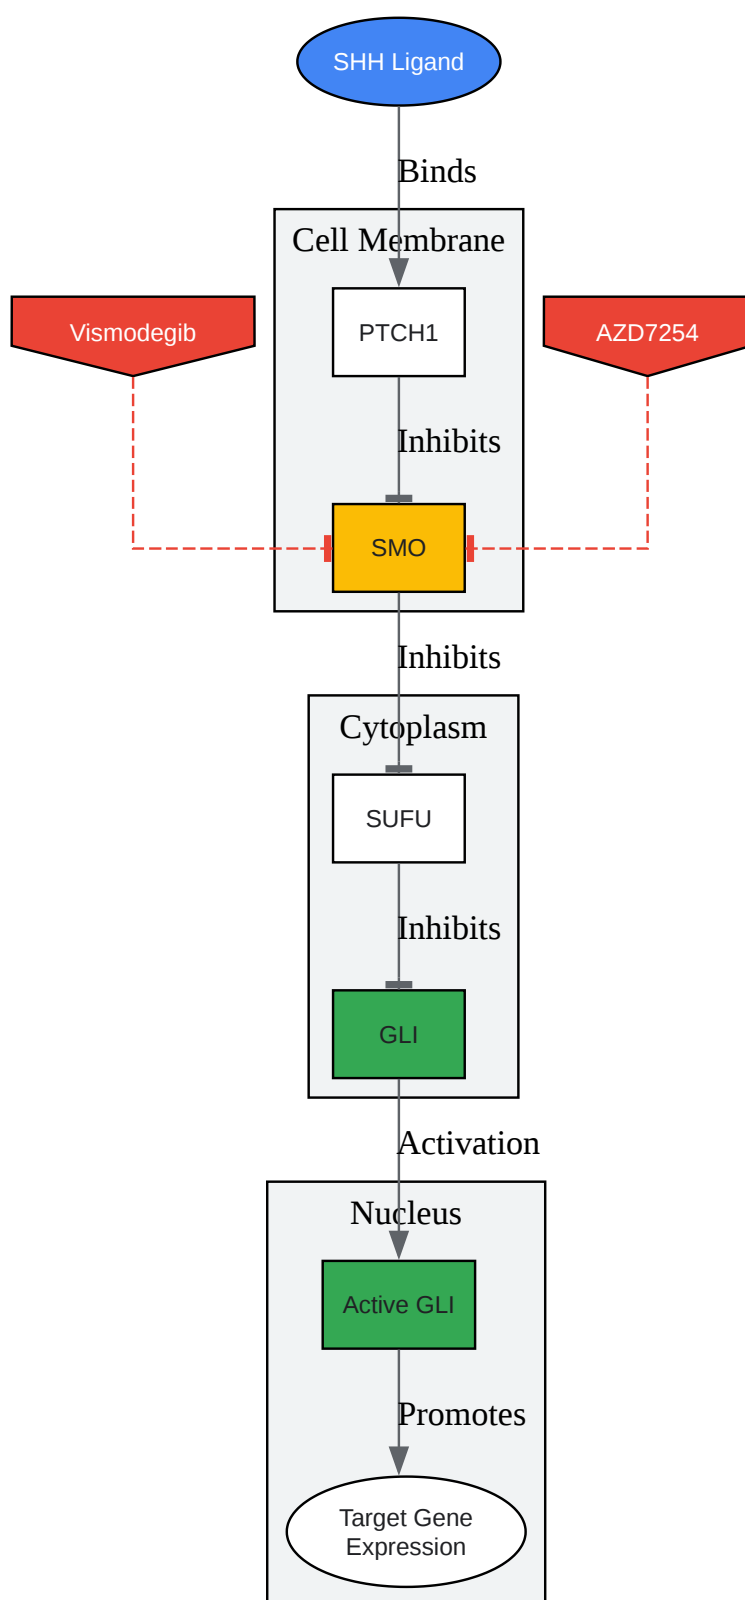 SHH Ligand
Binds
Cell Membrane
Vismodegib
PTCH1
AZD7254
Inhibits
SMO
Inhibits
Cytoplasm
SUFU
Inhibits
GLI
Activation
Nucleus
Active GLI
Promotes
Target Gene
Expression